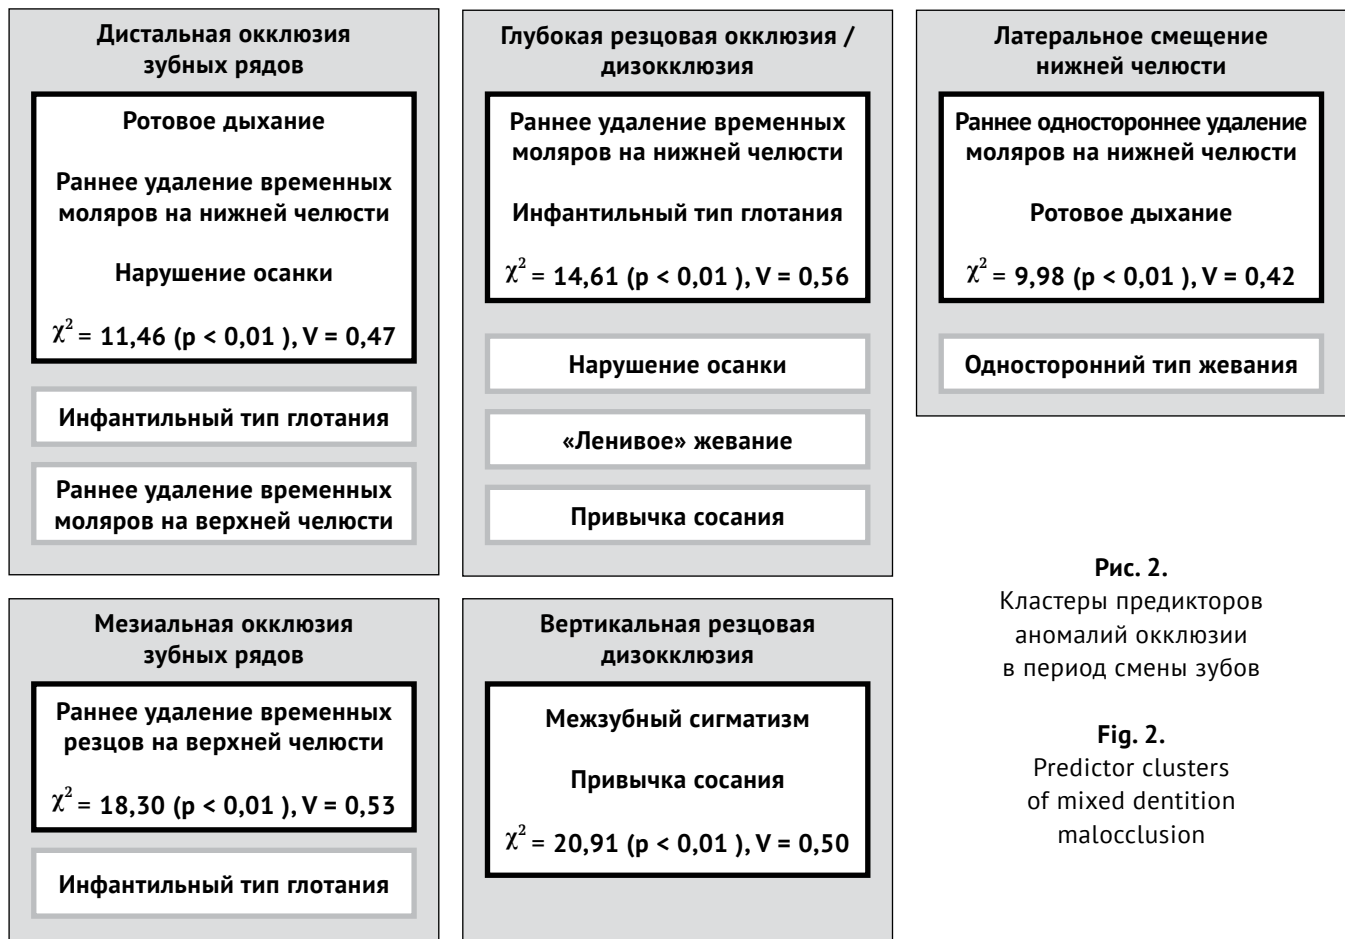 Дистальная окклюзия
зубных рядов
Ротовое дыхание
Раннее удаление временных
моляров на нижней челюсти
Нарушение осанки
χ² = 11,46 (p < 0,01 ), V = 0,47
Инфантильный тип глотания
Раннее удаление временных
моляров на верхней челюсти
Глубокая резцовая окклюзия /
дизокклюзия
Раннее удаление временных
моляров на нижней челюсти
Инфантильный тип глотания
χ² = 14,61 (p < 0,01 ), V = 0,56
Нарушение осанки
«Ленивое» жевание
Привычка сосания
Латеральное смещение
нижней челюсти
Раннее одностороннее удаление
моляров на нижней челюсти
Ротовое дыхание
χ² = 9,98 (p < 0,01 ), V = 0,42
Односторонний тип жевания
Мезиальная окклюзия
зубных рядов
Раннее удаление временных
резцов на верхней челюсти
χ² = 18,30 (p < 0,01 ), V = 0,53
Инфантильный тип глотания
Вертикальная резцовая
дизокклюзия
Межзубный сигматизм
Привычка сосания
χ² = 20,91 (p < 0,01 ), V = 0,50
Рис. 2.
Кластеры предикторов
аномалий окклюзии
в период смены зубов
Fig. 2.
Predictor clusters
of mixed dentition
malocclusion